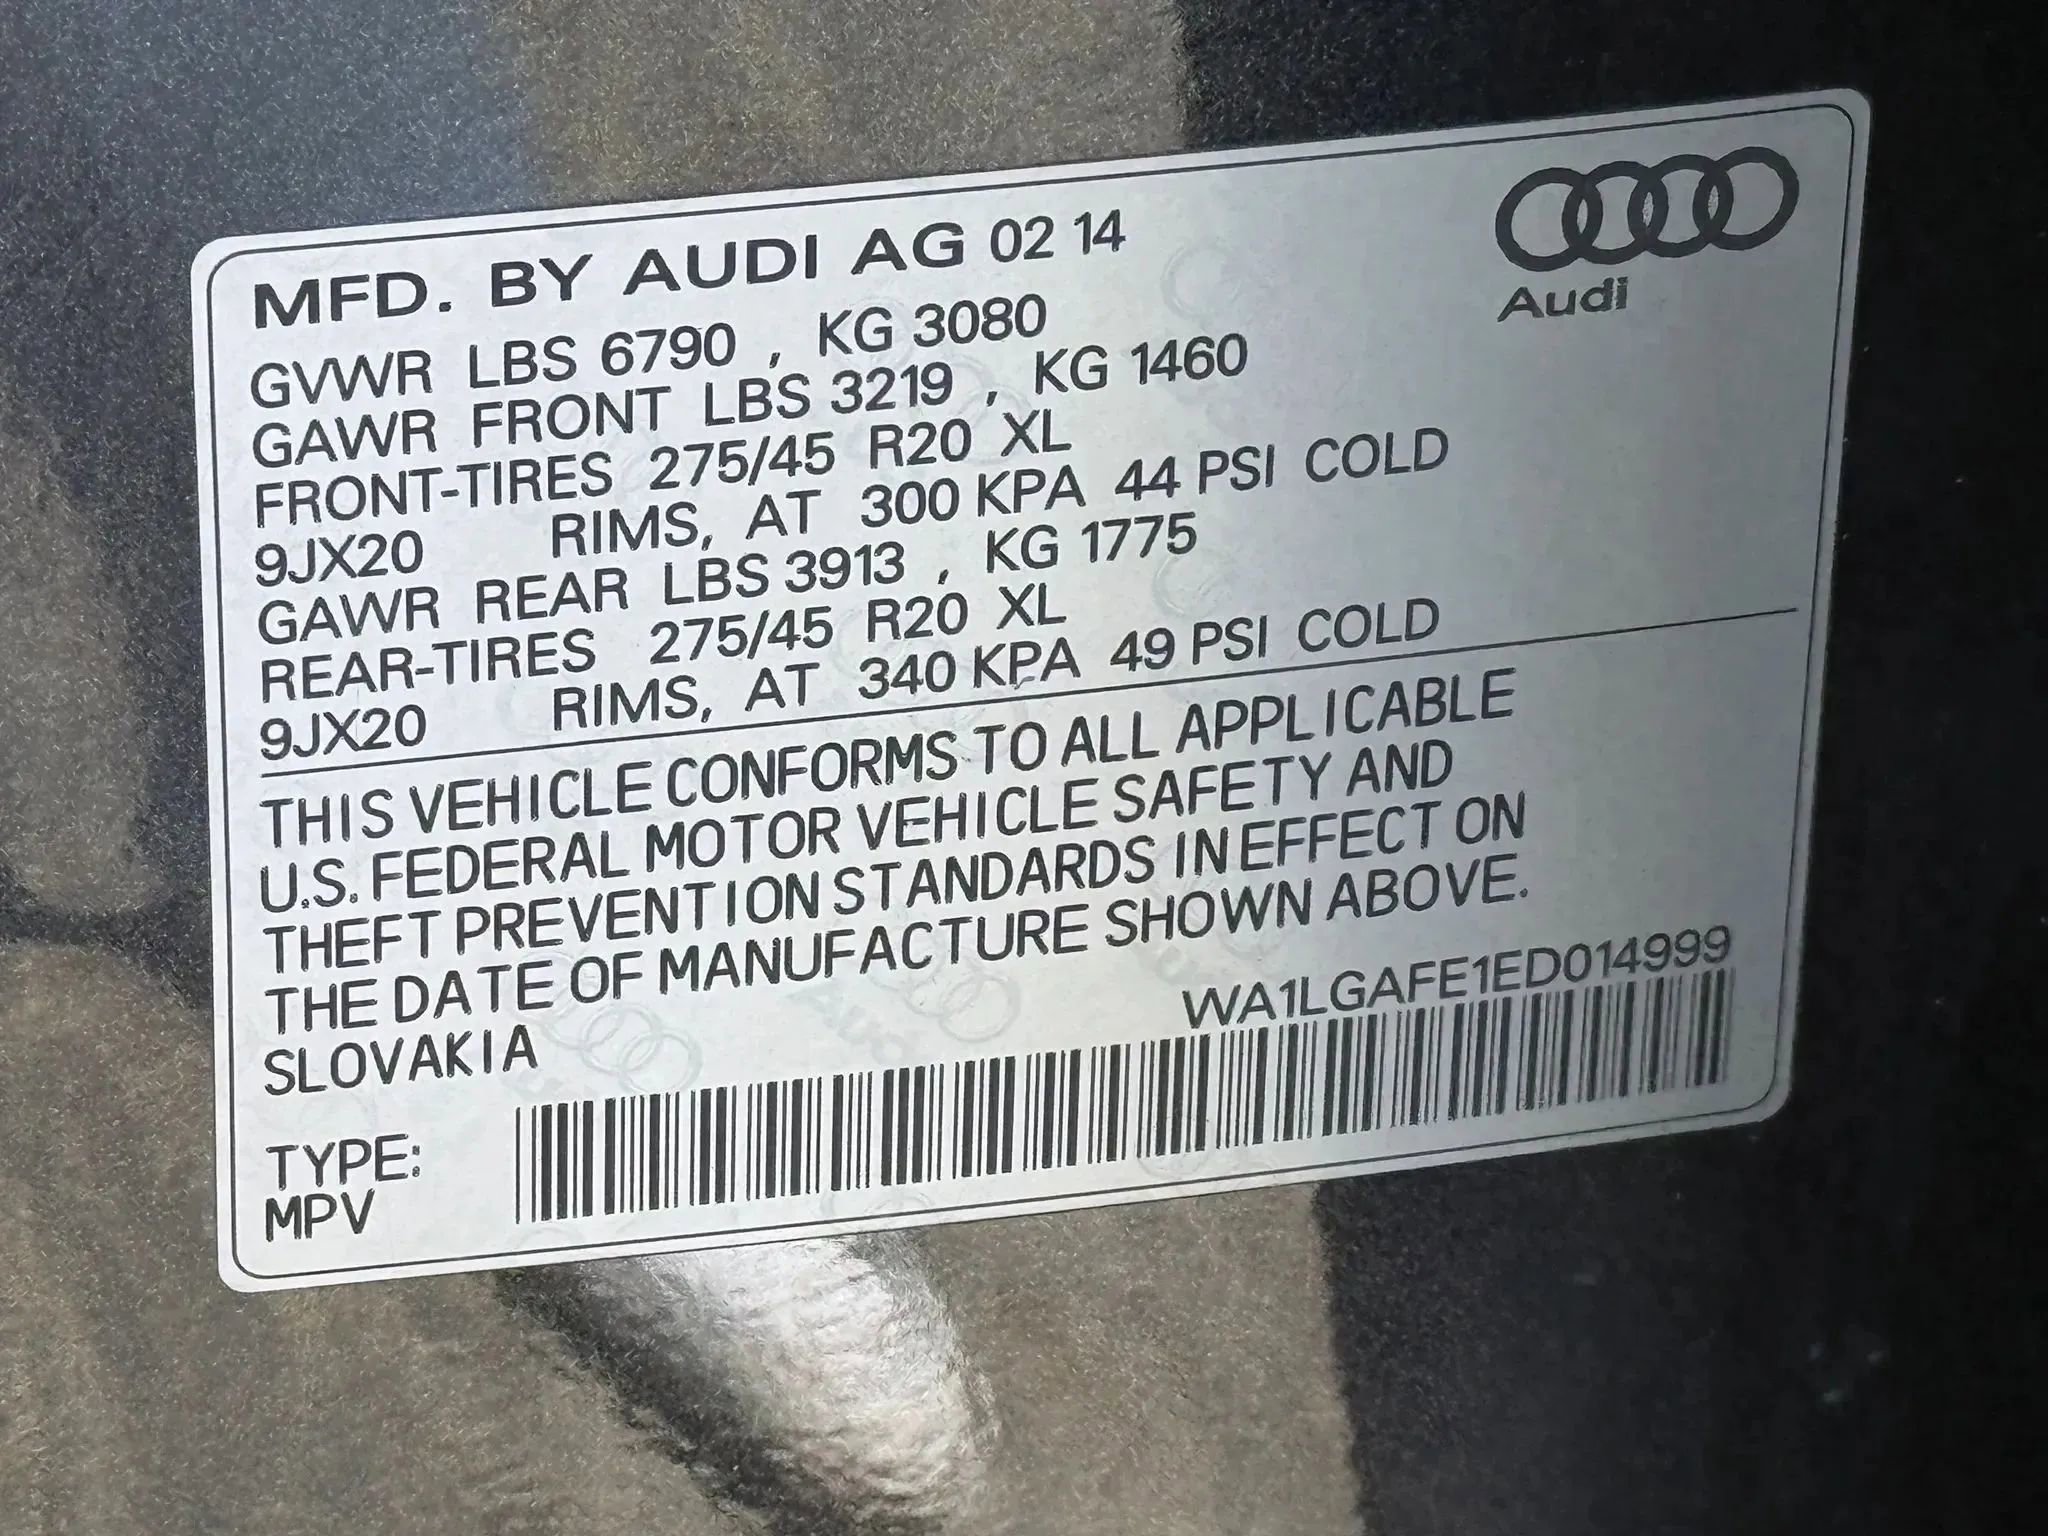 MFD. BY AUDI AG 02 14
Audi
GVWR LBS 6790 , KG 3080
GAWR FRONT LBS 3219 , KG 1460
FRONT-TIRES 275/45 R20 XL
9JX20 RIMS, AT 300 KPA 44 PSI COLD
GAWR REAR LBS 3913 , KG 1775
REAR-TIRES 275/45 R20 XL
9JX20 RIMS, AT 340 KPA 49 PSI COLD
THIS VEHICLE CONFORMS TO ALL APPLICABLE
U.S. FEDERAL MOTOR VEHICLE SAFETY AND
THEFT PREVENTION STANDARDS IN EFFECT ON
THE DATE OF MANUFACTURE SHOWN ABOVE.
SLOVAKIA
WA1LGAFE1ED014999
TYPE:
MPV